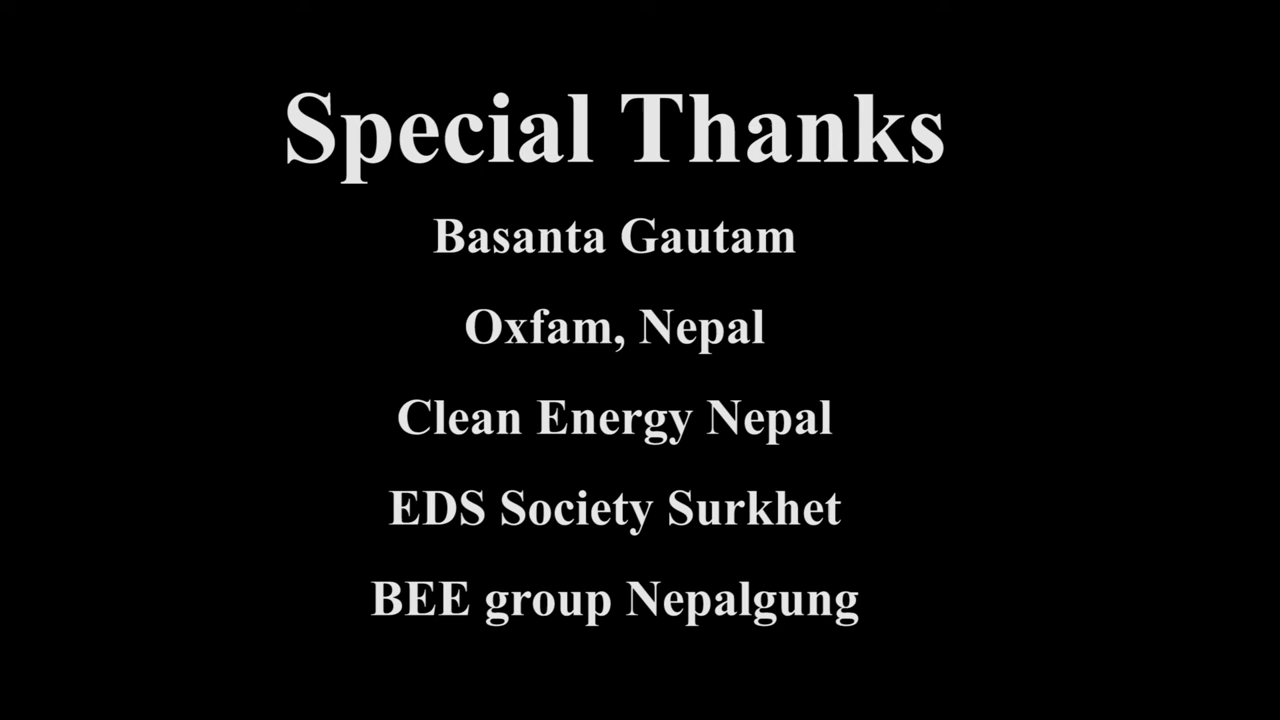 Special Thanks
Basanta Gautam
Oxfam, Nepal
Clean Energy Nepal
EDS Society Surkhet
BEE group Nepalgung